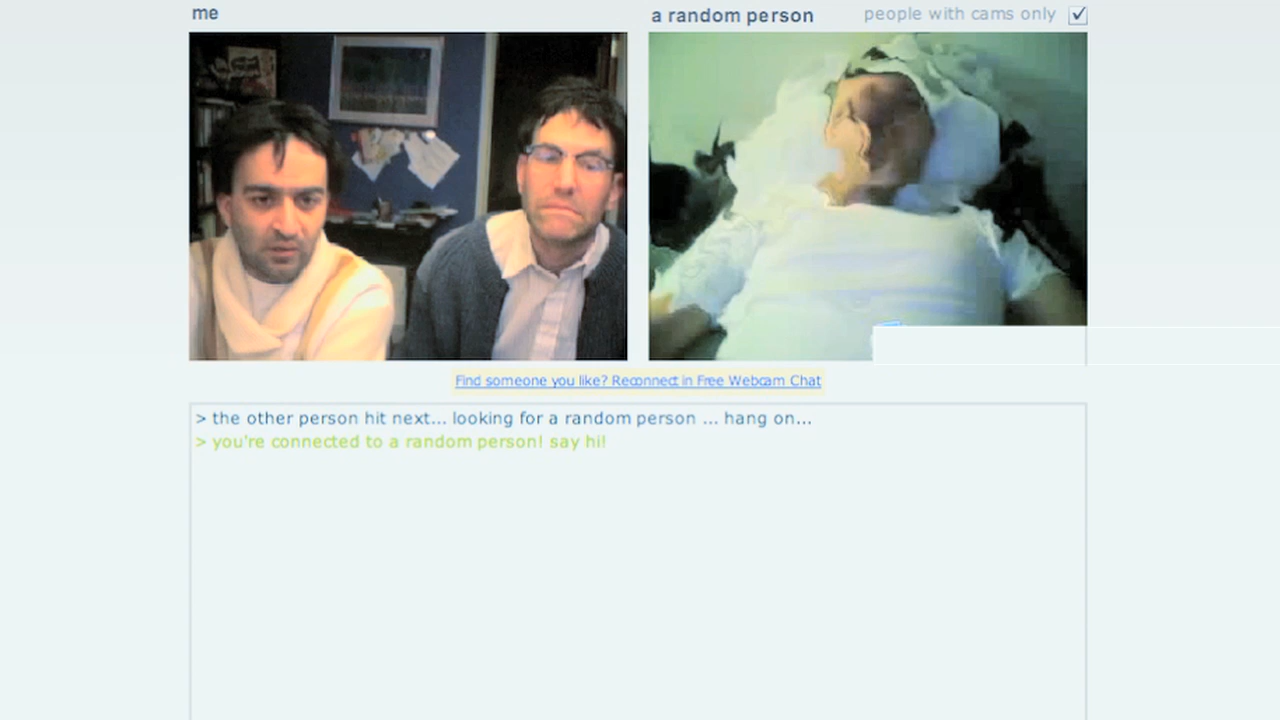 me
a random person
people with cams only
Find someone you like? Reconnect in Free Webcam Chat
> the other person hit next... looking for a random person ... hang on...
> you're connected to a random person! say hi!